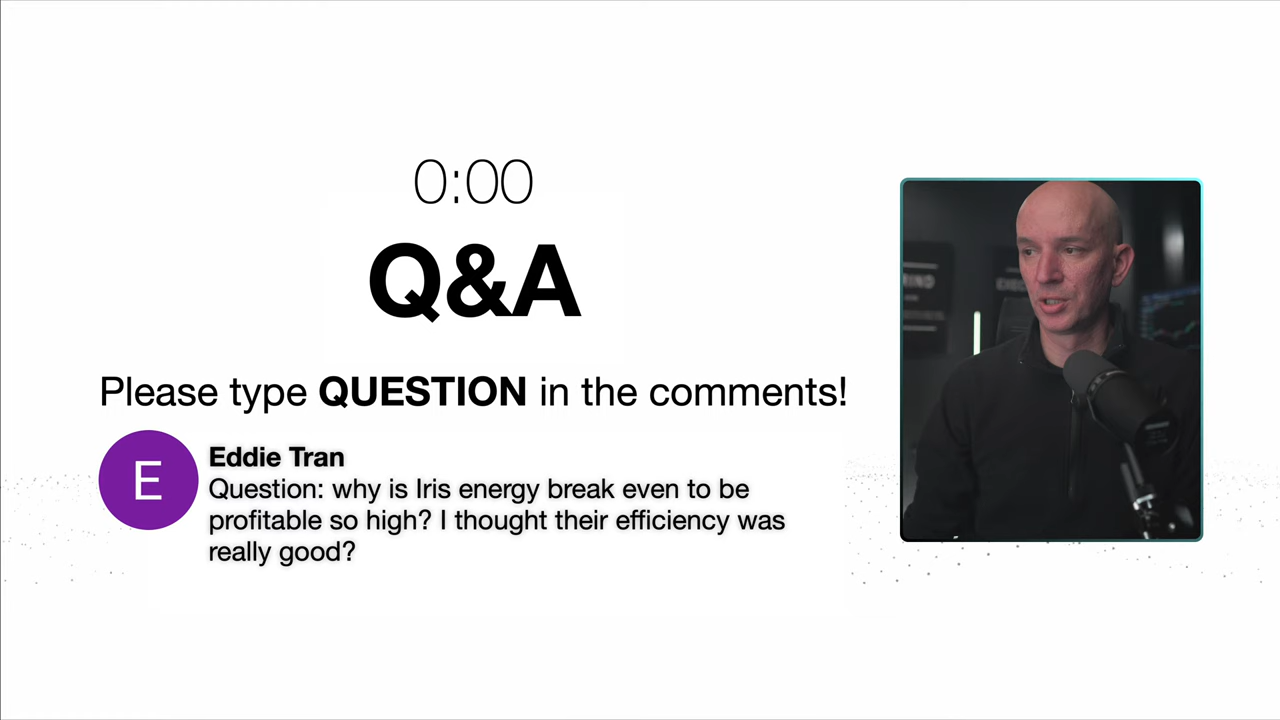 0:00
Q&A
Please type QUESTION in the comments!
E
Eddie Tran
Question: why is Iris energy break even to be
profitable so high? I thought their efficiency was
really good?